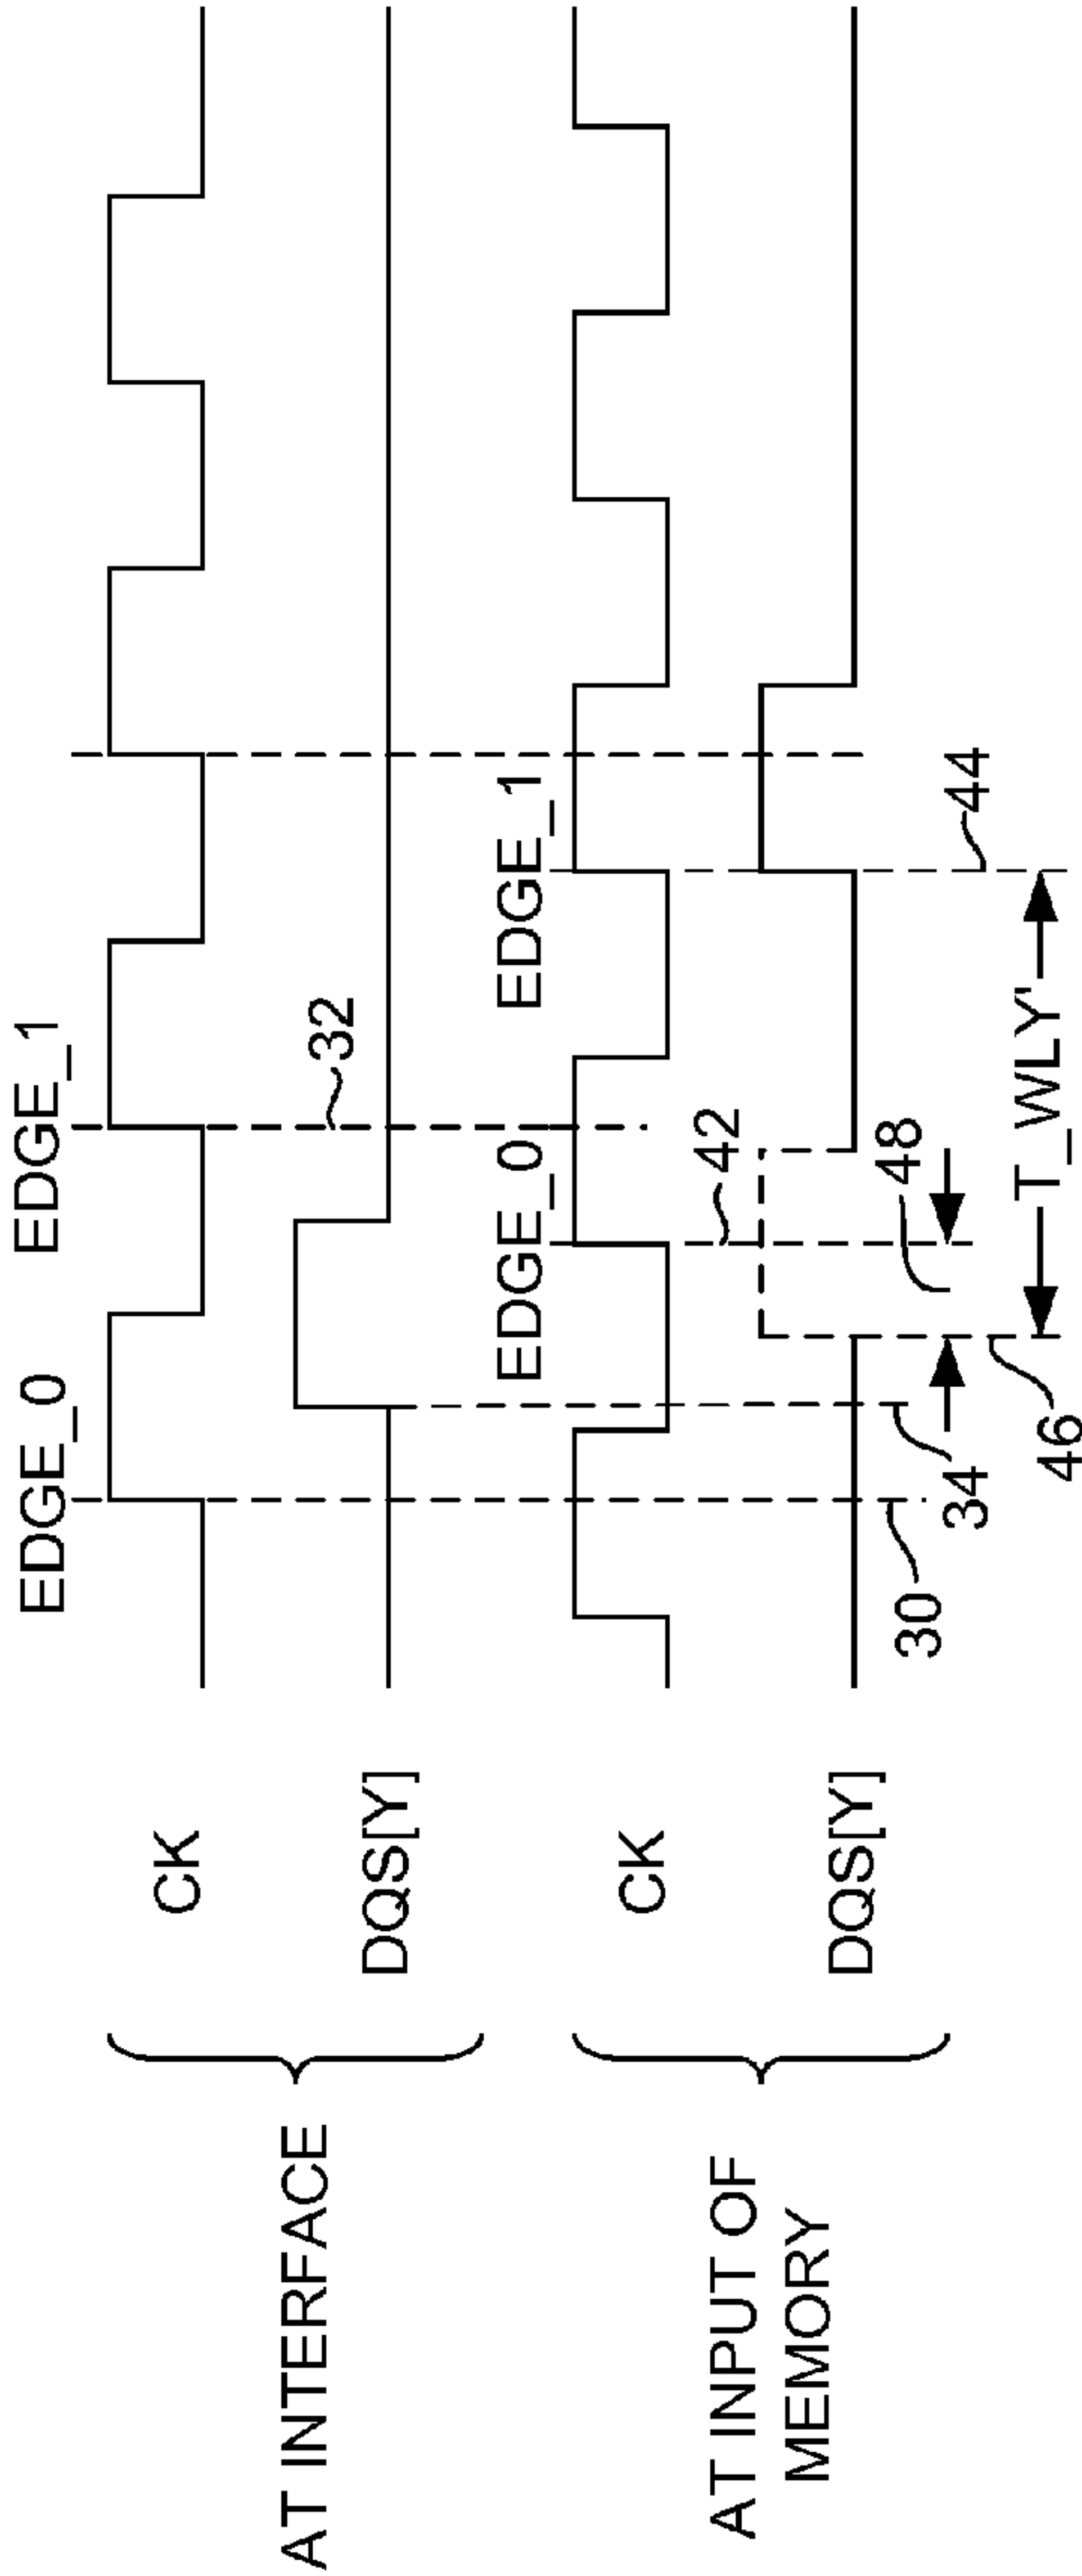 EDGE_0
EDGE_1
AT INTERFACE
CK
32
DQS[Y]
EDGE_0
EDGE_1
AT INPUT OF
MEMORY
CK
42
DQS[Y]
30
34
48
44
46
T_WLY'